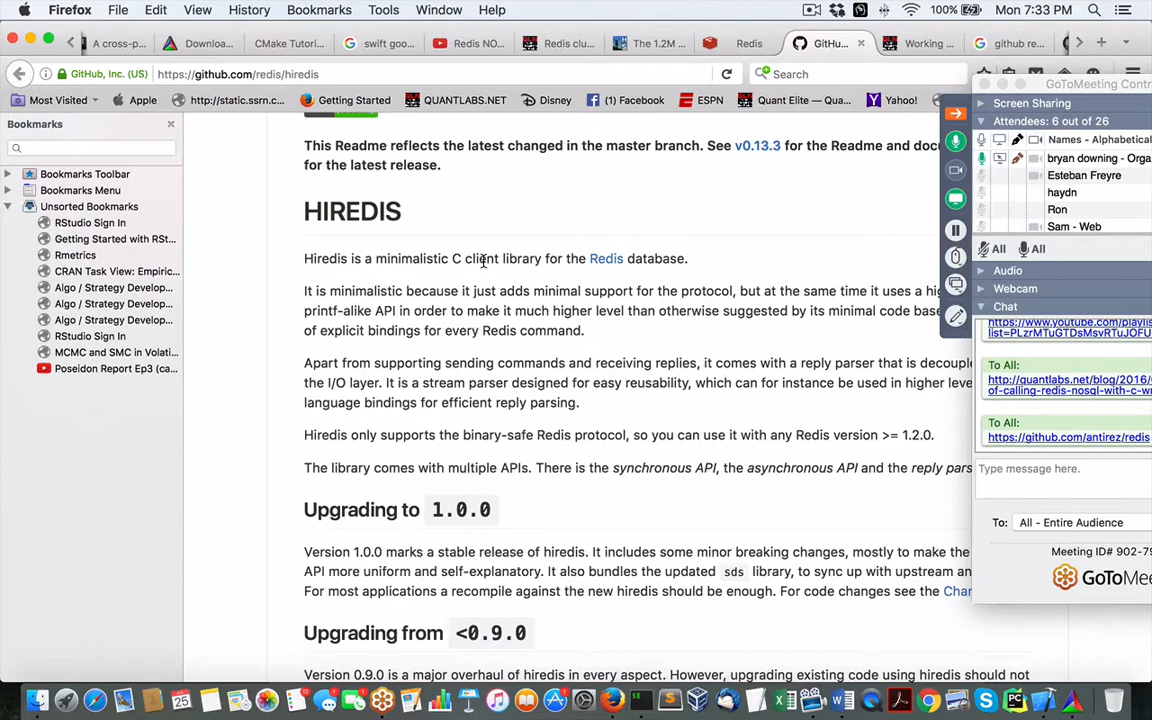 Firefox File Edit View History Bookmarks Tools Window Help 100% Mon 7:33 PM
A cross-p... Downloa... CMake Tutori... swift goo... Redis NO... Redis clu... The 1.2M ... Redis GitHu... Working ... github re...
GitHub, Inc. (US) https://github.com/redis/hiredis Search
Most Visited Apple http://static.ssrn.c... Getting Started QUANTLABS.NET Disney (1) Facebook ESPN Quant Elite — Qua... Yahoo!
Bookmarks
Bookmarks Toolbar
Bookmarks Menu
Unsorted Bookmarks
RStudio Sign In
Getting Started with RSt...
Rmetrics
CRAN Task View: Empiric...
Algo / Strategy Develop...
Algo / Strategy Develop...
Algo / Strategy Develop...
RStudio Sign In
MCMC and SMC in Volati...
Poseidon Report Ep3 (ca...
This Readme reflects the latest changed in the master branch. See v0.13.3 for the Readme and docu
for the latest release.
HIREDIS
Hiredis is a minimalistic C client library for the Redis database.
It is minimalistic because it just adds minimal support for the protocol, but at the same time it uses a hig
printf-alike API in order to make it much higher level than otherwise suggested by its minimal code base
of explicit bindings for every Redis command.
Apart from supporting sending commands and receiving replies, it comes with a reply parser that is decouple
the I/O layer. It is a stream parser designed for easy reusability, which can for instance be used in higher leve
language bindings for efficient reply parsing.
Hiredis only supports the binary-safe Redis protocol, so you can use it with any Redis version >= 1.2.0.
The library comes with multiple APIs. There is the synchronous API, the asynchronous API and the reply pars
Upgrading to 1.0.0
Version 1.0.0 marks a stable release of hiredis. It includes some minor breaking changes, mostly to make the
API more uniform and self-explanatory. It also bundles the updated sds library, to sync up with upstream an
For most applications a recompile against the new hiredis should be enough. For code changes see the Chan
Upgrading from <0.9.0
Version 0.9.0 is a major overhaul of hiredis in every aspect. However, upgrading existing code using hiredis should not
GoToMeeting Contr
Screen Sharing
Attendees: 6 out of 26
Names - Alphabetical
bryan downing - Orga
Esteban Freyre
haydn
Ron
Sam - Web
All All
Audio
Webcam
Chat
https://www.youtube.com/playlis
list=PLzrMTuGTDsMsvRTuJOFU
To All:
http://quantlabs.net/blog/2016/0
of-calling-redis-nosql-with-c-wr
To All:
https://github.com/antirez/redis
Type message here.
To: All - Entire Audience
Meeting ID# 902-79
GoToMee